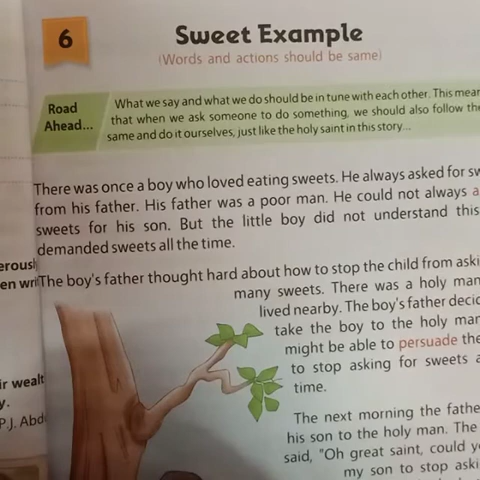 6
Sweet Example
(Words and actions should be same)
Road
Ahead...
What we say and what we do should be in tune with each other. This
that when we ask someone to do something, we should also follow
same and do it ourselves, just like the holy saint in this story...
There was once a boy who loved eating sweets. He always asked for
from his father. His father was a poor man. He could not always
sweets for his son. But the little boy did not understand this
demanded sweets all the time.
The boy's father thought hard about how to stop the child from
many sweets. There was a holy man
lived nearby. The boy's father
take the boy to the holy man
might be able to persuade the
to stop asking for sweets
time.
The next morning the
his son to the holy man. The
said, "Oh great saint, could
my son to stop
P.J.